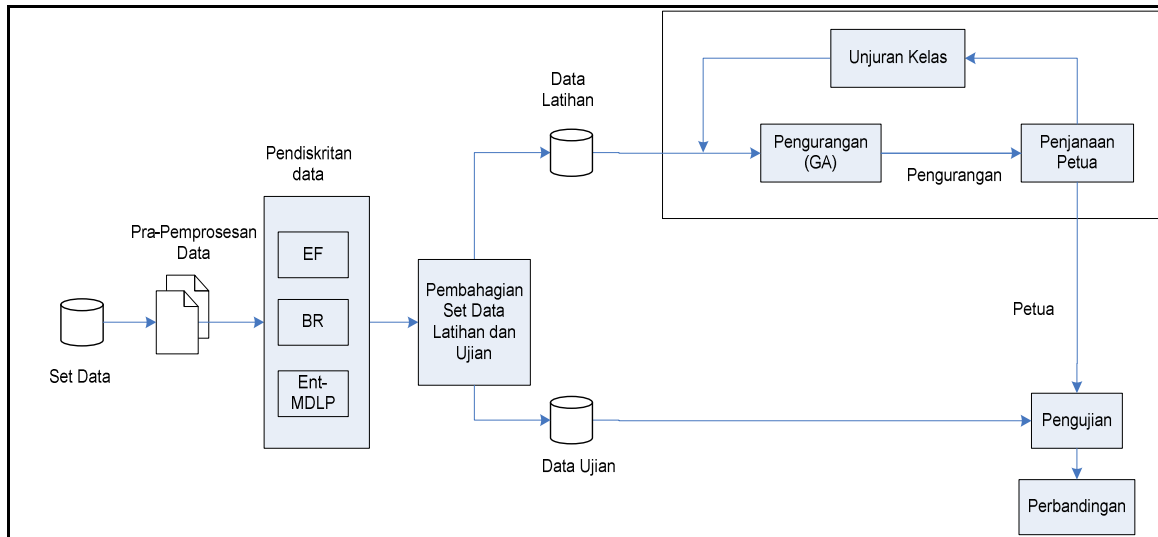 Set Data
Pra-Pemprosesan
Data
Pendiskritan
data
EF
BR
Ent-
MDLP
Pembahagian
Set Data
Latihan dan
Ujian
Data
Latihan
Data Ujian
Unjuran Kelas
Pengurangan
(GA)
Pengurangan
Penjanaan
Petua
Petua
Pengujian
Perbandingan